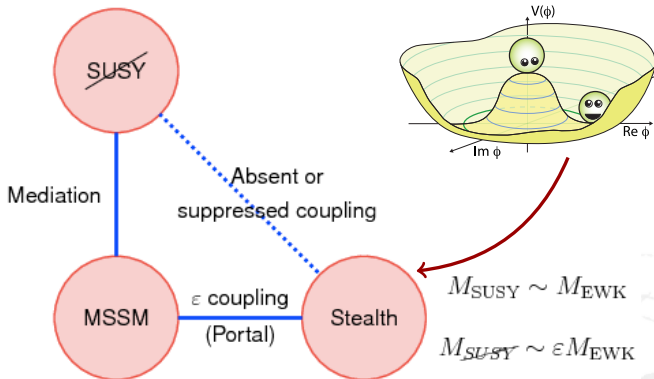 V(ϕ)
SUSY
Re ϕ
Im ϕ
Absent or
suppressed coupling
Mediation
ε coupling
(Portal)
MSSM
Stealth
M_SUSY ∼ M_EWK
M_SUSY ∼ εM_EWK